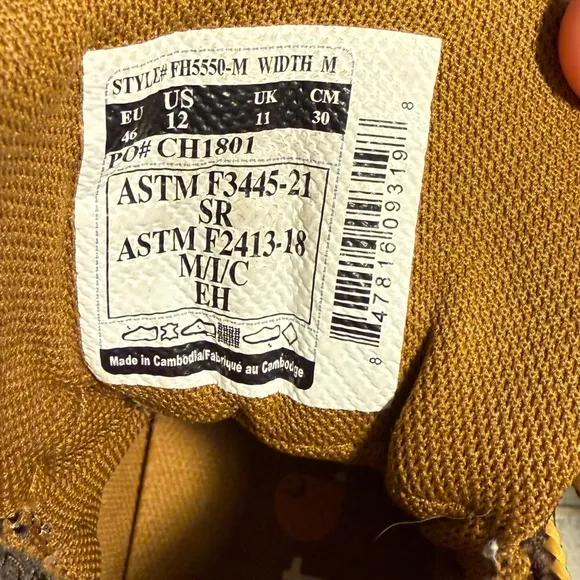 STYLE# FH5550-M WIDTH M
EU US UK CM
46 12 11 30
PO# CH1801
ASTM F3445-21
SR
ASTM F2413-18
M/I/C
EH
Made in Cambodia/Fabriqué au Cambodge
8 47816 09319 8